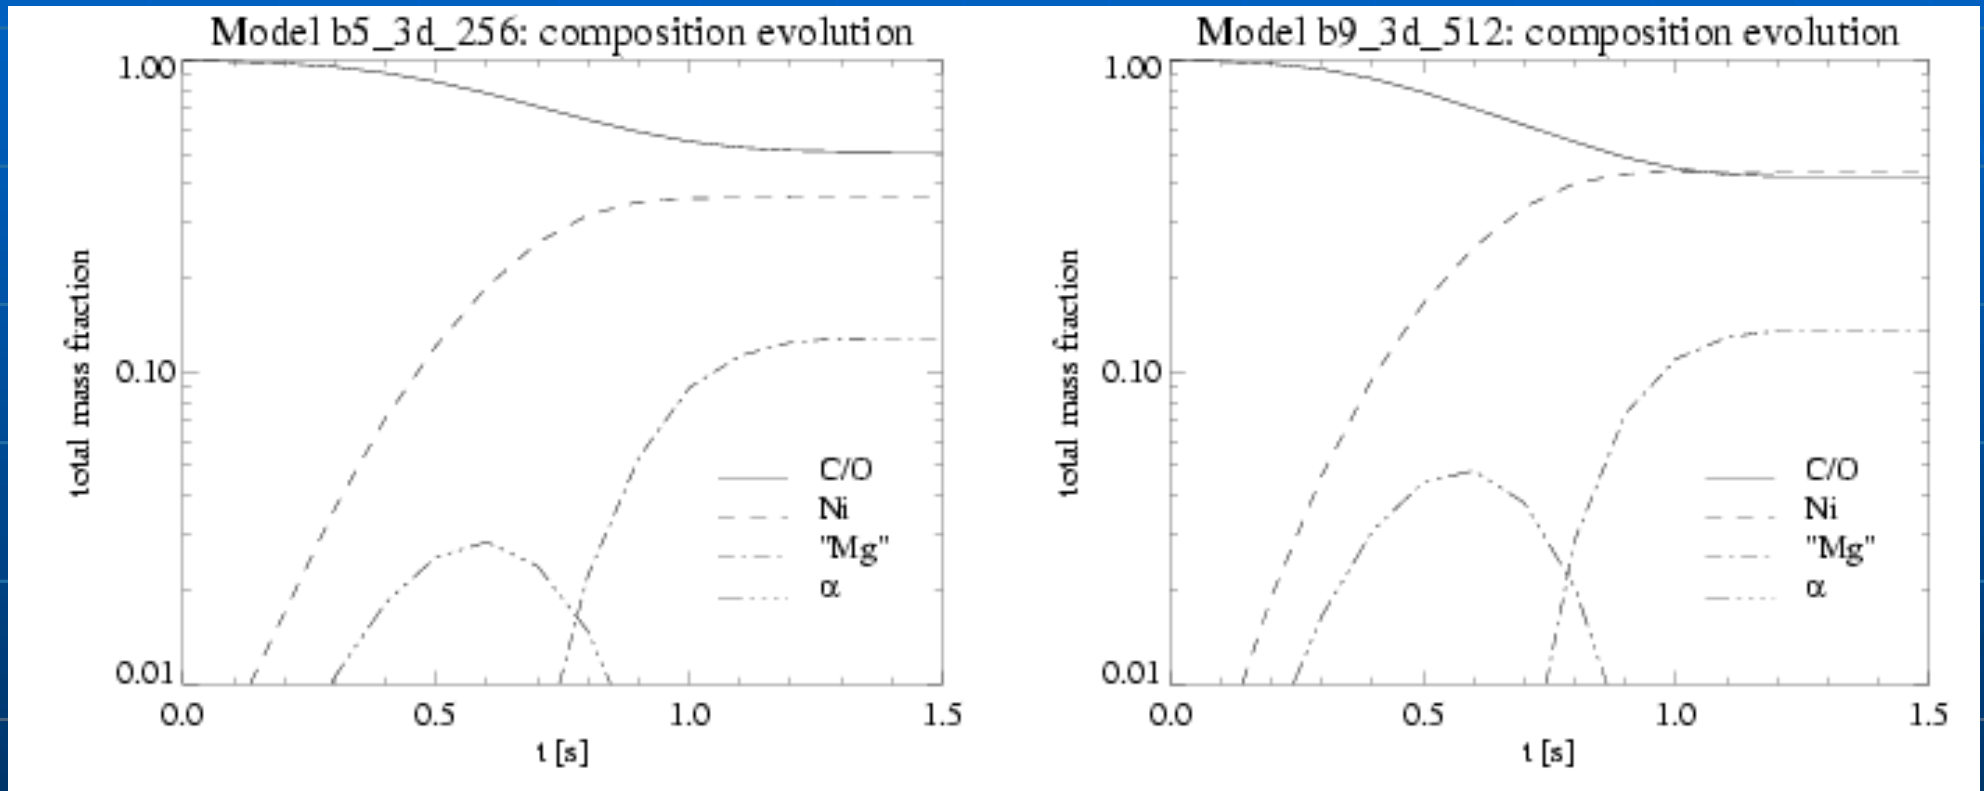 Model b5_3d_256: composition evolution
1.00
0.10
0.01
total mass fraction
C/O
Ni
"Mg"
α
0.0 0.5 1.0 1.5
t [s]
Model b9_3d_512: composition evolution
1.00
0.10
0.01
total mass fraction
C/O
Ni
"Mg"
α
0.0 0.5 1.0 1.5
t [s]